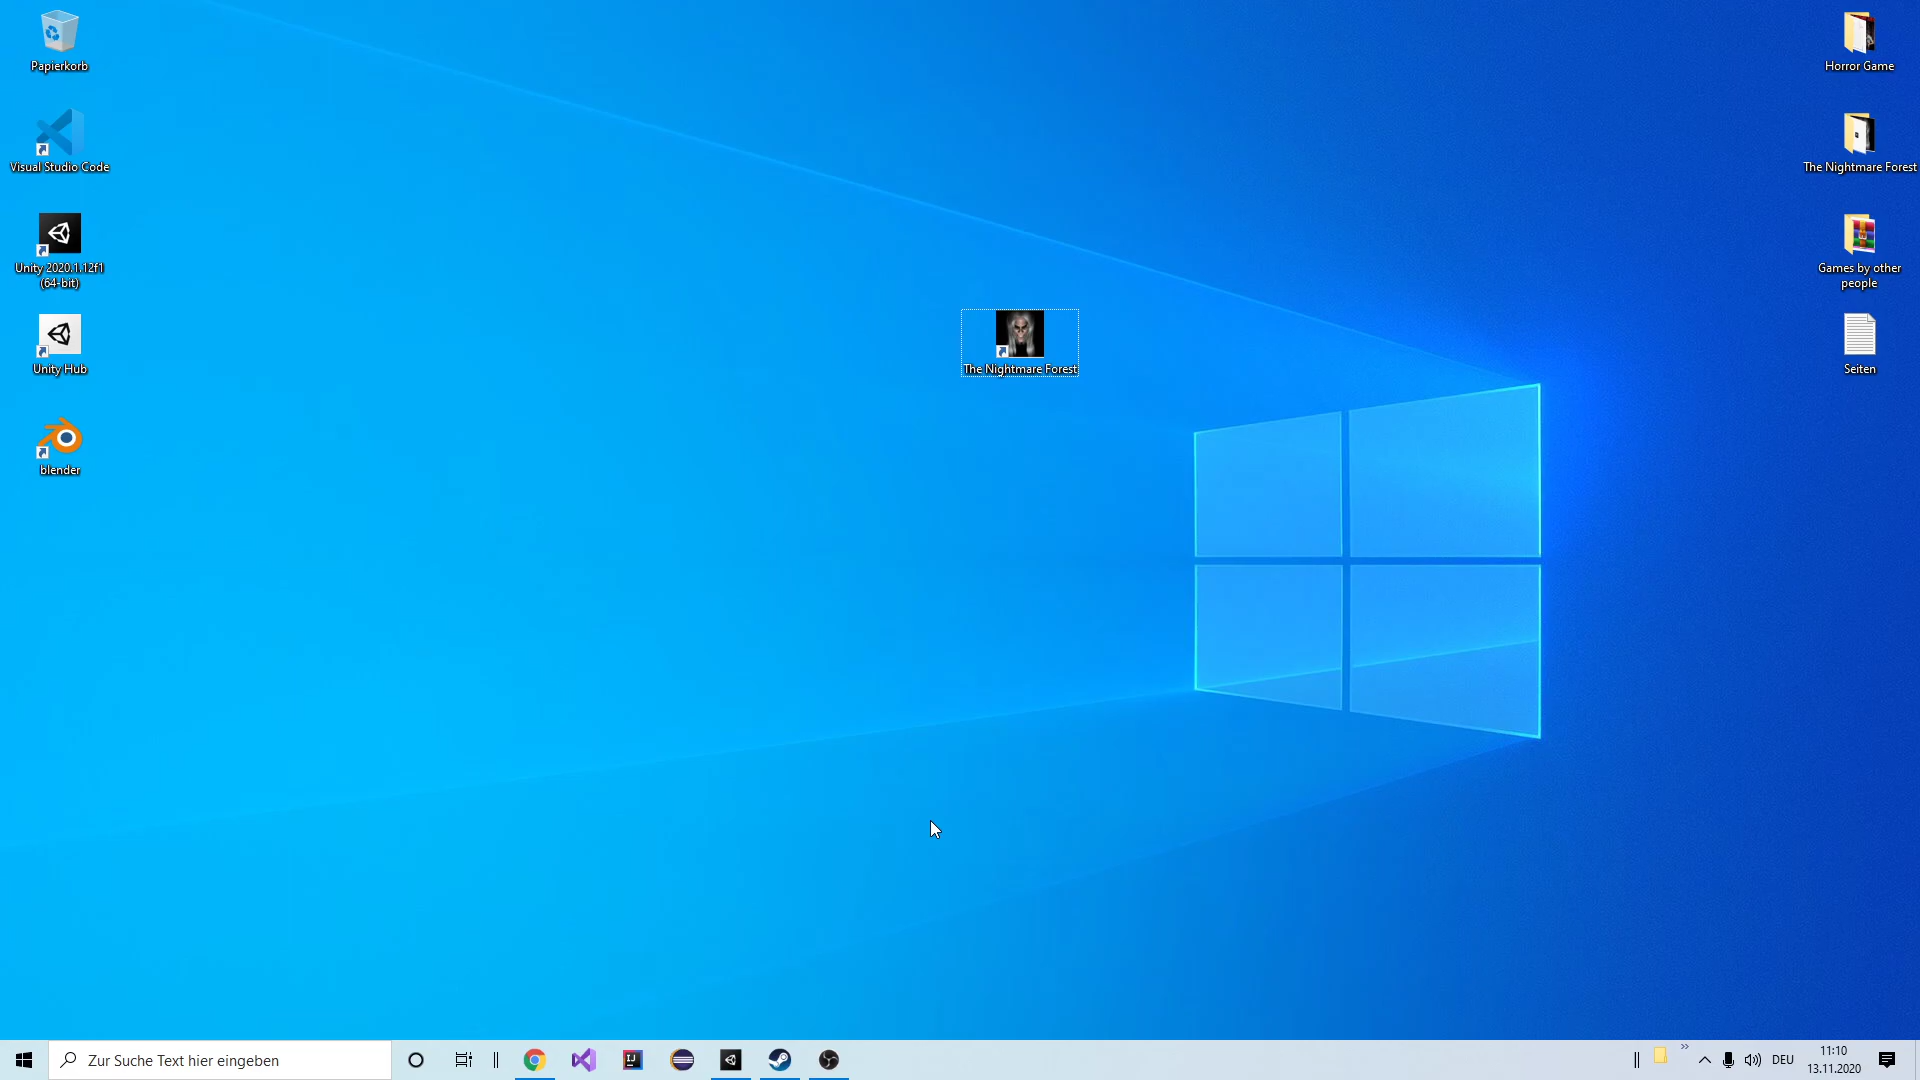 Papierkorb
Visual Studio Code
Unity 2020.1.12f1
(64-bit)
Unity Hub
blender
The Nightmare Forest
Horror Game
The Nightmare Forest
Games by other
people
Seiten
Zur Suche Text hier eingeben
IJ
DEU
11:10
13.11.2020